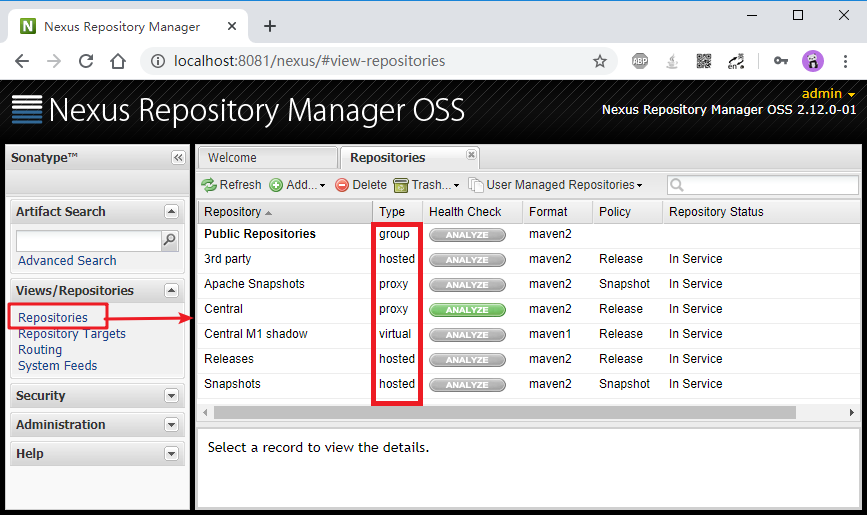 Nexus Repository Manager
localhost:8081/nexus/#view-repositories
ABP
en
Nexus Repository Manager OSS
admin
Nexus Repository Manager OSS 2.12.0-01
Sonatype™
Artifact Search
Advanced Search
Views/Repositories
Repositories
Repository Targets
Routing
System Feeds
Security
Administration
Help
Welcome
Repositories
Refresh Add... Delete Trash... User Managed Repositories
Repository Type Health Check Format Policy Repository Status
Public Repositories group ANALYZE maven2
3rd party hosted ANALYZE maven2 Release In Service
Apache Snapshots proxy ANALYZE maven2 Snapshot In Service
Central proxy ANALYZE maven2 Release In Service
Central M1 shadow virtual ANALYZE maven1 Release In Service
Releases hosted ANALYZE maven2 Release In Service
Snapshots hosted ANALYZE maven2 Snapshot In Service
Select a record to view the details.